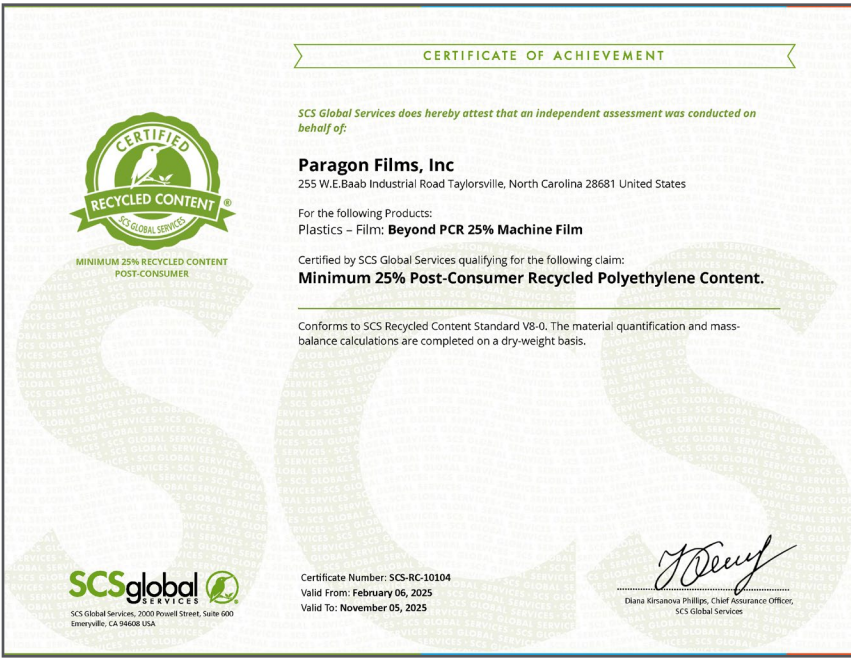 CERTIFICATE OF ACHIEVEMENT
SCS Global Services does hereby attest that an independent assessment was conducted on
behalf of:
Paragon Films, Inc
255 W.E.Baab Industrial Road Taylorsville, North Carolina 28681 United States
For the following Products:
Plastics – Film: Beyond PCR 25% Machine Film
Certified by SCS Global Services qualifying for the following claim:
Minimum 25% Post-Consumer Recycled Polyethylene Content.
Conforms to SCS Recycled Content Standard V8-0. The material quantification and mass-
balance calculations are completed on a dry-weight basis.
CERTIFIED
RECYCLED CONTENT®
SCS GLOBAL SERVICES
MINIMUM 25% RECYCLED CONTENT
POST-CONSUMER
SCSglobal
SERVICES
SCS Global Services, 2000 Powell Street, Suite 600
Emeryville, CA 94608 USA
Certificate Number: SCS-RC-10104
Valid From: February 06, 2025
Valid To: November 05, 2025
Diana Kirsanova Phillips, Chief Assurance Officer,
SCS Global Services